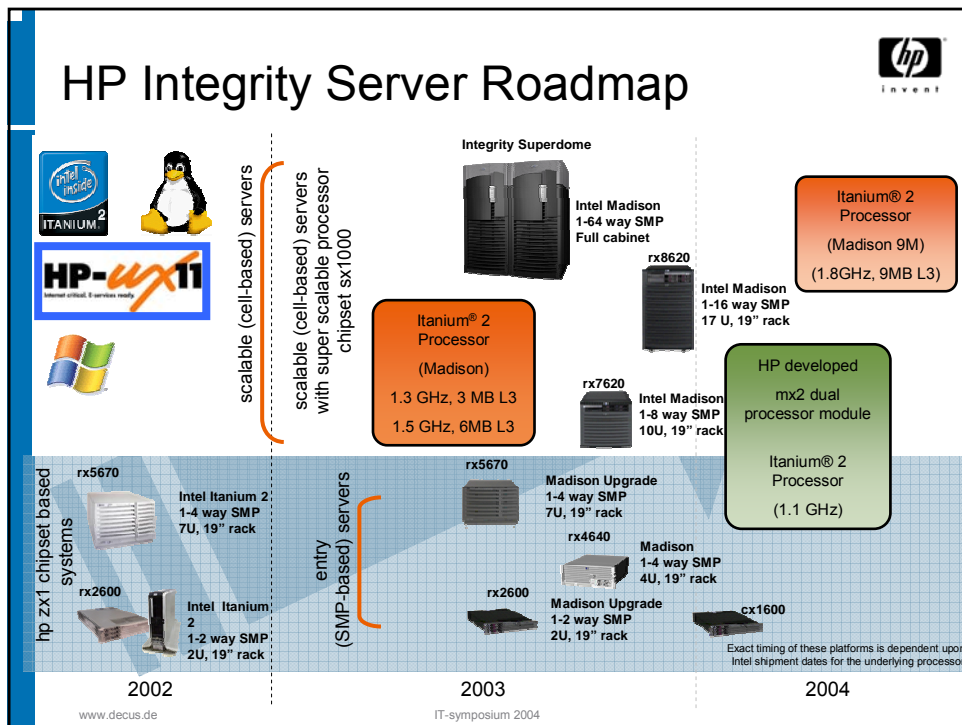 HP Integrity Server Roadmap
hp
invent
intel
inside
ITANIUM 2
HP-UX11
Internet critical. E-services ready.
scalable (cell-based) servers
scalable (cell-based) servers
with super scalable processor
chipset sx1000
Integrity Superdome
Intel Madison
1-64 way SMP
Full cabinet
rx8620
Intel Madison
1-16 way SMP
17 U, 19” rack
Itanium® 2
Processor
(Madison 9M)
(1.8GHz, 9MB L3)
Itanium® 2
Processor
(Madison)
1.3 GHz, 3 MB L3
1.5 GHz, 6MB L3
rx7620
Intel Madison
1-8 way SMP
10U, 19” rack
HP developed
mx2 dual
processor module
Itanium® 2
Processor
(1.1 GHz)
hp zx1 chipset based
systems
rx5670
Intel Itanium 2
1-4 way SMP
7U, 19” rack
rx2600
Intel Itanium
2
1-2 way SMP
2U, 19” rack
entry
(SMP-based) servers
rx5670
Madison Upgrade
1-4 way SMP
7U, 19” rack
rx4640
Madison
1-4 way SMP
4U, 19” rack
rx2600
Madison Upgrade
1-2 way SMP
2U, 19” rack
cx1600
Exact timing of these platforms is dependent upon
Intel shipment dates for the underlying processor
2002
2003
2004
www.decus.de
IT-symposium 2004